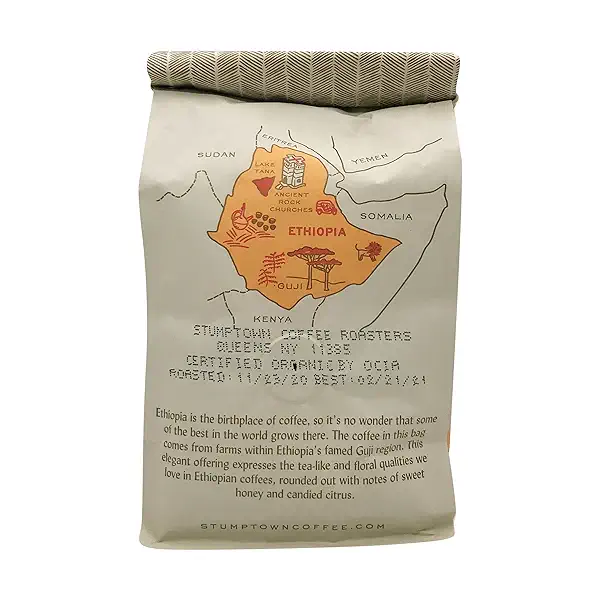 ERITREA
YEMEN
SUDAN
LAKE
TANA
ANCIENT
ROCK
CHURCHES
SOMALIA
ETHIOPIA
GUJI
KENYA
STUMPTOWN COFFEE ROASTERS
QUEENS NY 11385
CERTIFIED ORGANIC BY OCIA
ROASTED:11/23/20 BEST:02/21/21
Ethiopia is the birthplace of coffee, so it's no wonder that some
of the best in the world grows there. The coffee in this bag
comes from farms within Ethiopia's famed Guji region. This
elegant offering expresses the tea-like and floral qualities we
love in Ethiopian coffees, rounded out with notes of sweet
honey and candied citrus.
STUMPTOWNCOFFEE.COM